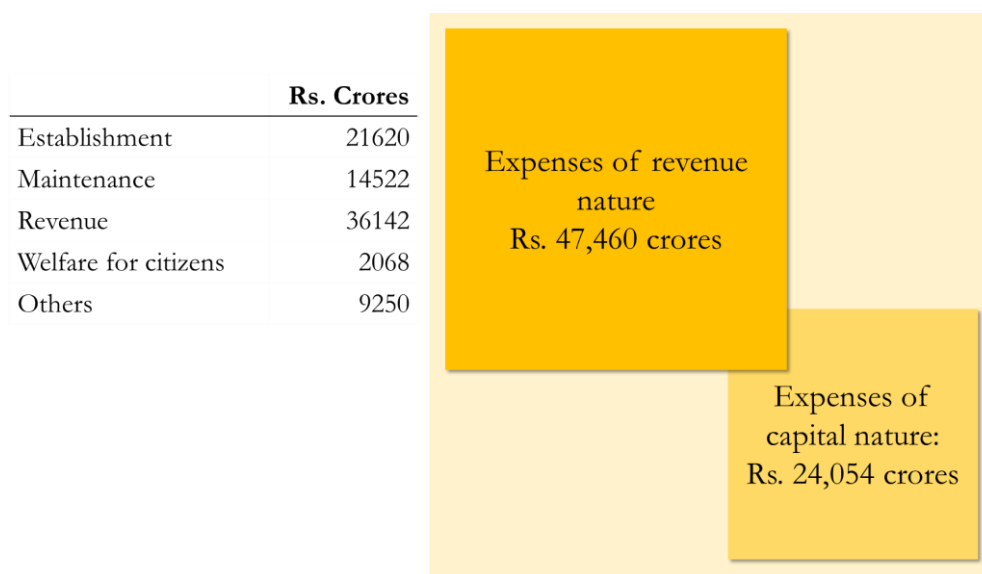 Rs. Crores
Establishment 21620
Maintenance 14522
Revenue 36142
Welfare for citizens 2068
Others 9250
Expenses of revenue
nature
Rs. 47,460 crores
Expenses of
capital nature:
Rs. 24,054 crores